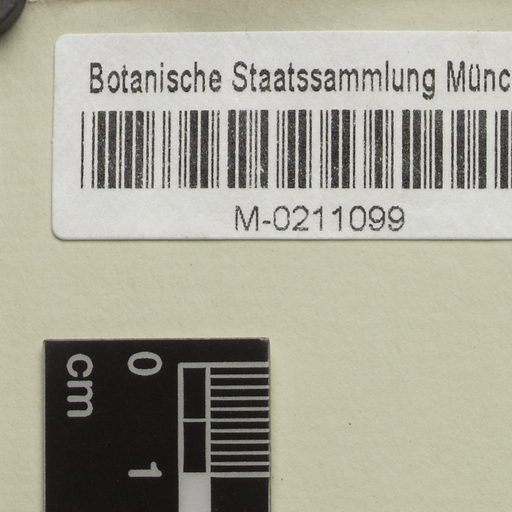 Botanische Staatssammlung Münc
M-0211099
cm 0
1